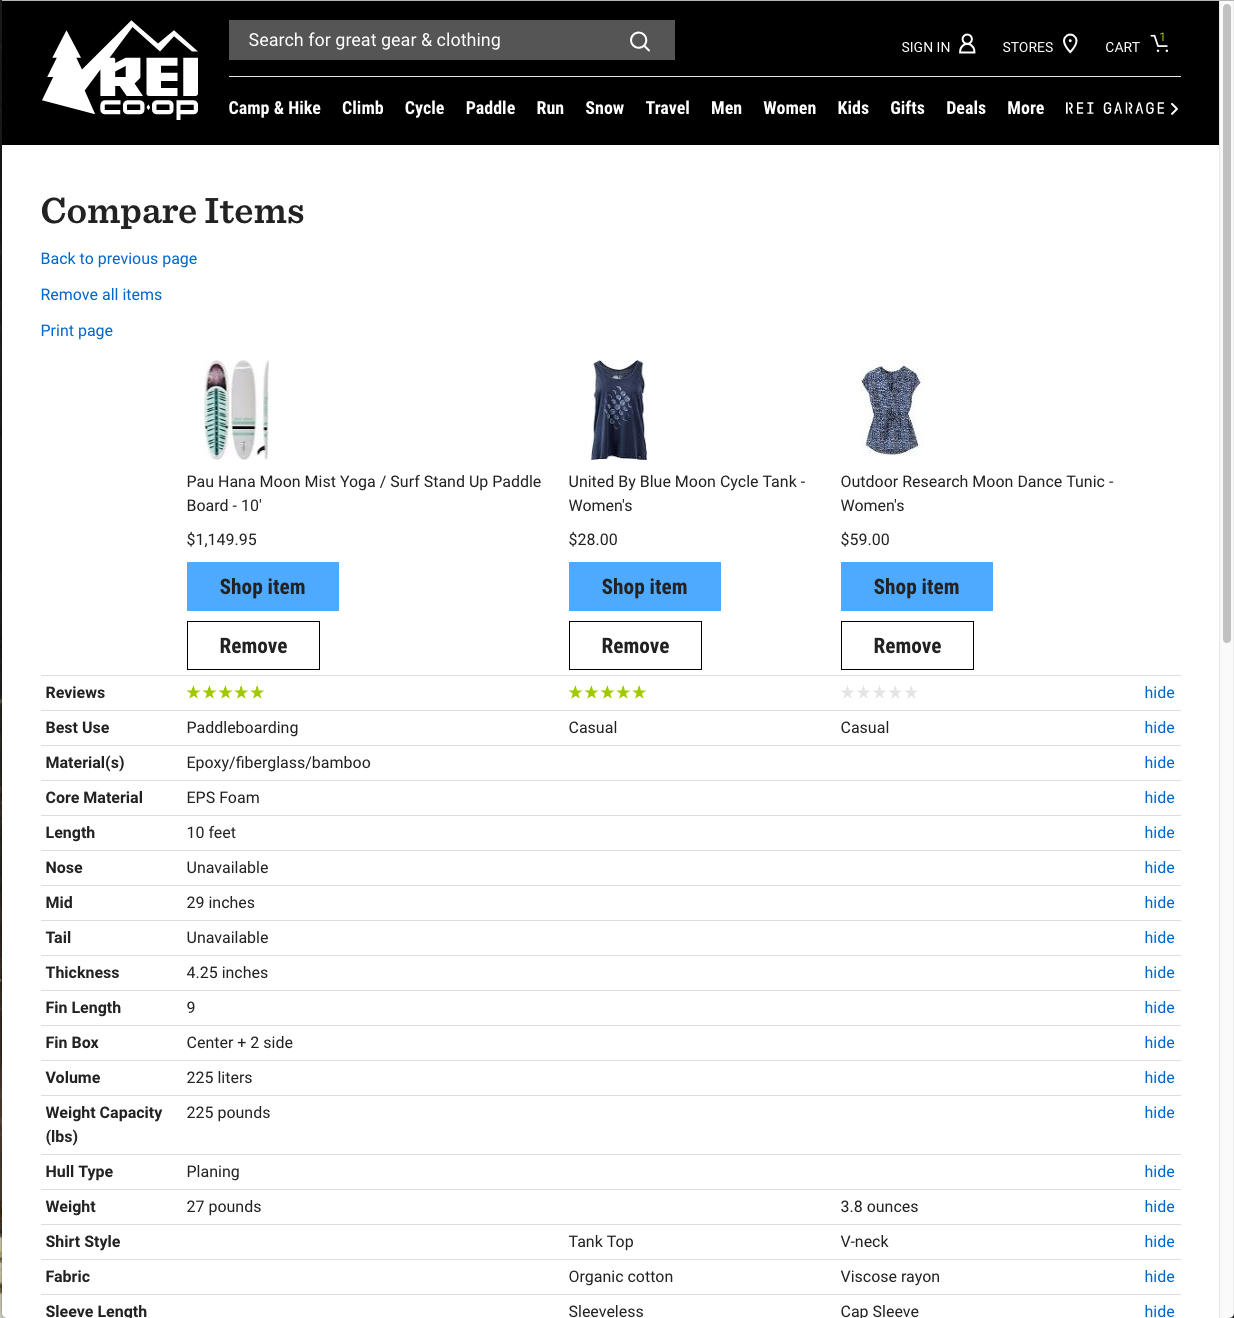 REI
CO·OP
Search for great gear & clothing
SIGN IN
STORES
CART 1
Camp & Hike Climb Cycle Paddle Run Snow Travel Men Women Kids Gifts Deals More REI GARAGE
Compare Items
Back to previous page
Remove all items
Print page
Pau Hana Moon Mist Yoga / Surf Stand Up Paddle
Board - 10'
$1,149.95
Shop item
Remove
United By Blue Moon Cycle Tank -
Women's
$28.00
Shop item
Remove
Outdoor Research Moon Dance Tunic -
Women's
$59.00
Shop item
Remove
Reviews hide
Best Use Paddleboarding Casual Casual hide
Material(s) Epoxy/fiberglass/bamboo hide
Core Material EPS Foam hide
Length 10 feet hide
Nose Unavailable hide
Mid 29 inches hide
Tail Unavailable hide
Thickness 4.25 inches hide
Fin Length 9 hide
Fin Box Center + 2 side hide
Volume 225 liters hide
Weight Capacity 225 pounds hide
(lbs)
Hull Type Planing hide
Weight 27 pounds 3.8 ounces hide
Shirt Style Tank Top V-neck hide
Fabric Organic cotton Viscose rayon hide
Sleeve Length Sleeveless Cap Sleeve hide